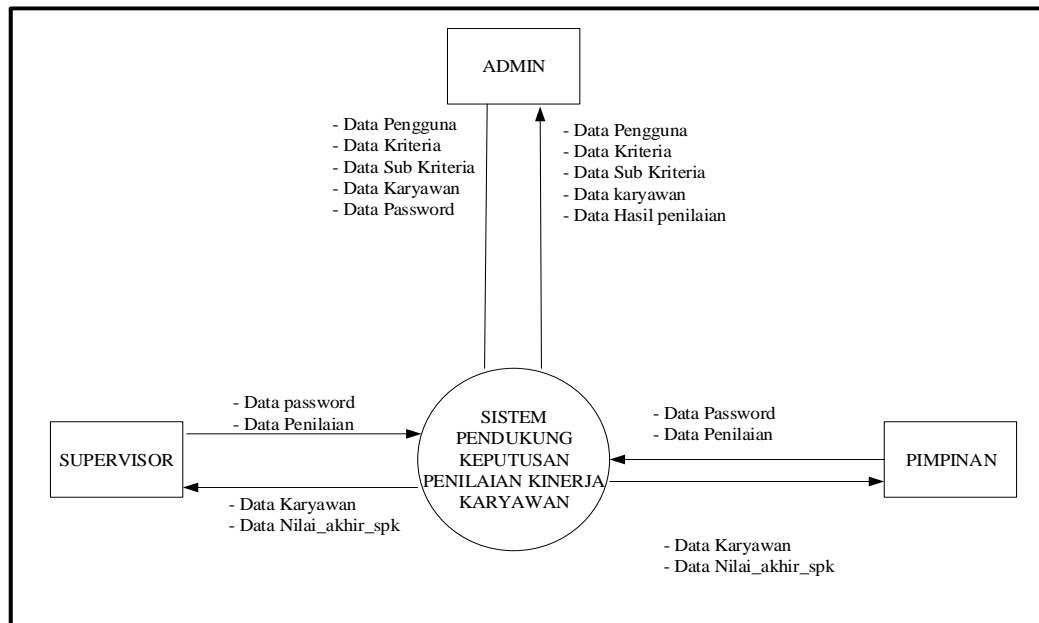 ADMIN
- Data Pengguna
- Data Kriteria
- Data Sub Kriteria
- Data Karyawan
- Data Password
- Data Pengguna
- Data Kriteria
- Data Sub Kriteria
- Data karyawan
- Data Hasil penilaian
- Data password
- Data Penilaian
SUPERVISOR
- Data Karyawan
- Data Nilai_akhir_spk
SISTEM
PENDUKUNG
KEPUTUSAN
PENILAIAN KINERJA
KARYAWAN
- Data Password
- Data Penilaian
PIMPINAN
- Data Karyawan
- Data Nilai_akhir_spk